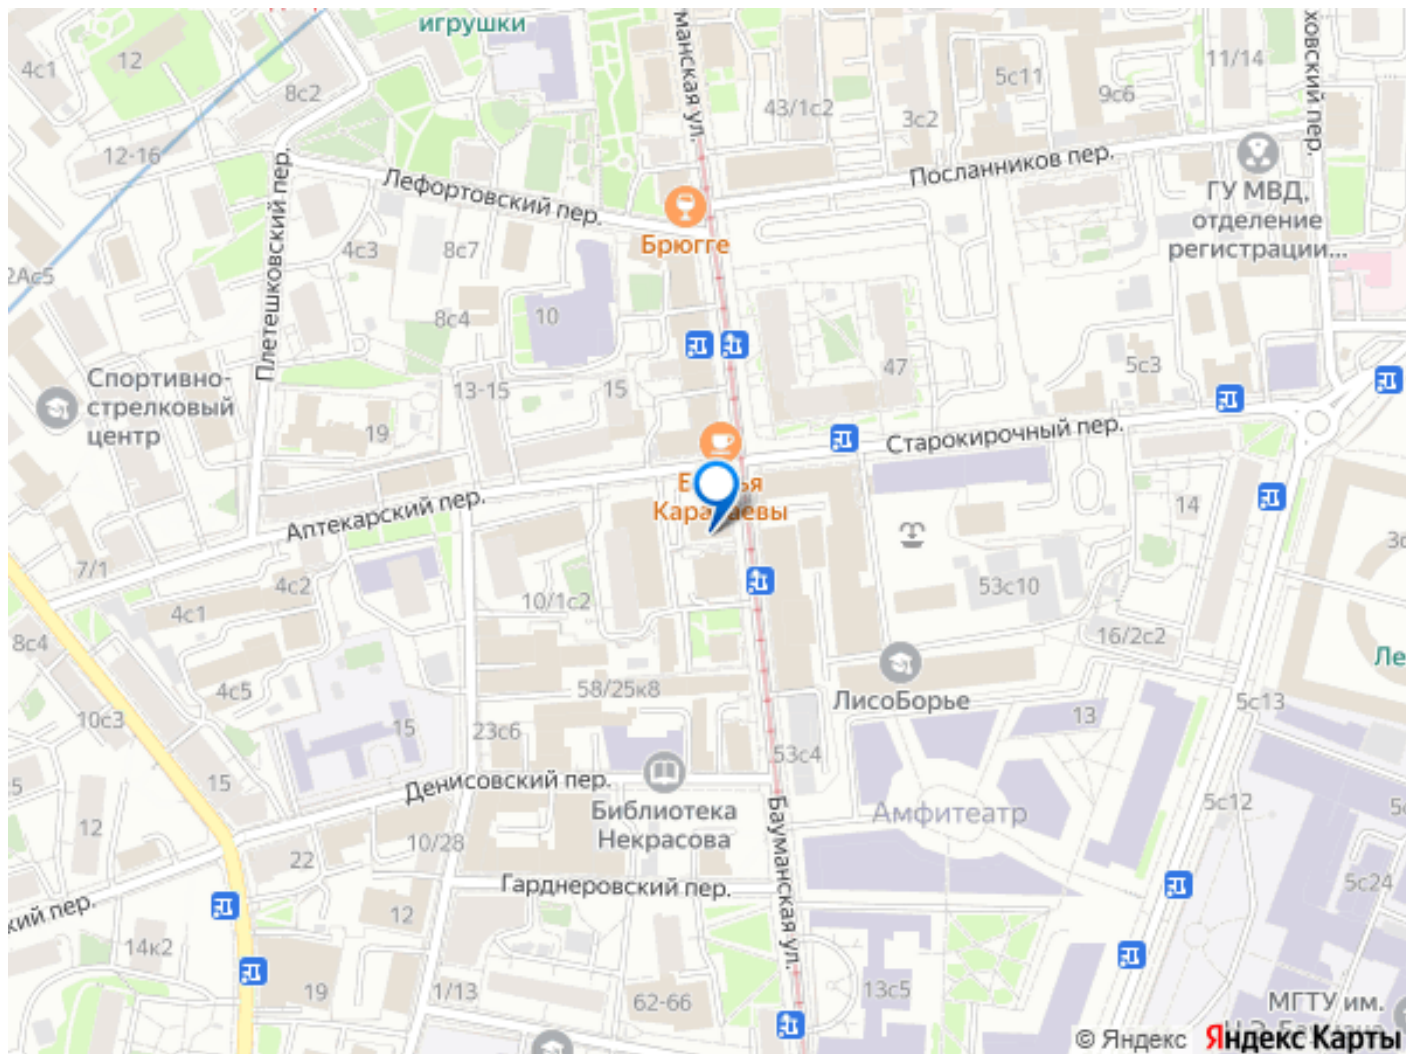 игрушки
4с1
12
8с2
манская ул.
43/1с2
5с11
11/14
9с6
3с2
ховский пер.
12-16
Плетешковский пер.
Лефортовский пер.
Посланников пер.
ГУ МВД,
отделение
регистрации...
Брюгге
4с3
8с7
2Ас5
8с4
10
47
5с3
Спортивно-
стрелковый
центр
13-15
15
19
Старокирочный пер.
Аптекарский пер.
14
7/1
4с2
4с1
10/1с2
53с10
16/2с2
8с4
4с5
58/25к8
ЛисоБорье
5с13
10с3
15
23с6
13
53с4
15
Денисовский пер.
Библиотека
Некрасова
Бауманская ул.
Амфитеатр
5с12
12
10/28
22
Гарднеровский пер.
5с24
12
14к2
кий пер.
19
1/13
62-66
13с5
МГТУ им.
© Яндекс Яндекс Карты